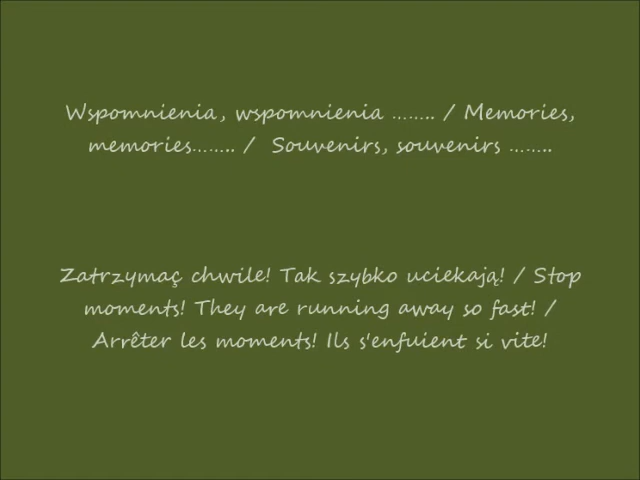 Wspomnienia, wspomnienia …….. / Memories,
memories…….. / Souvenirs, souvenirs ……..
Zatrzymaç chwile! Tak szybko uciekają! / Stop
moments! They are running away so fast! /
Arrêter les moments! Ils s'enfuient si vite!